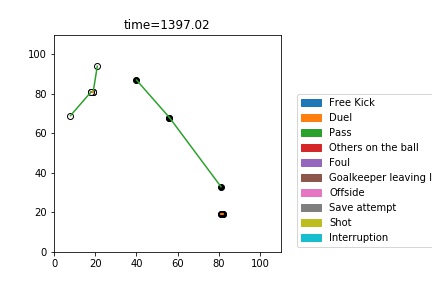 time=1397.02
100
80
60
40
20
0
0 20 40 60 80 100
Free Kick
Duel
Pass
Others on the ball
Foul
Goalkeeper leaving l
Offside
Save attempt
Shot
Interruption